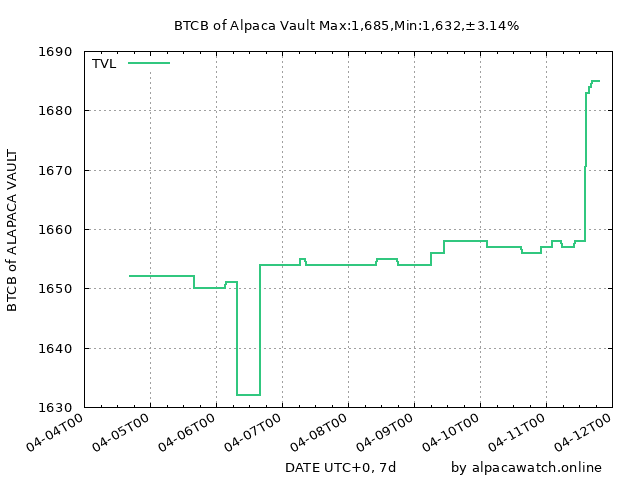 BTCB of Alpaca Vault Max:1,685,Min:1,632,±3.14%
1690
TVL
1680
1670
1660
1650
1640
1630
BTCB of ALAPACA VAULT
04-04T00
04-05T00
04-06T00
04-07T00
04-08T00
04-09T00
04-10T00
04-11T00
04-12T00
DATE UTC+0, 7d
by alpacawatch.online